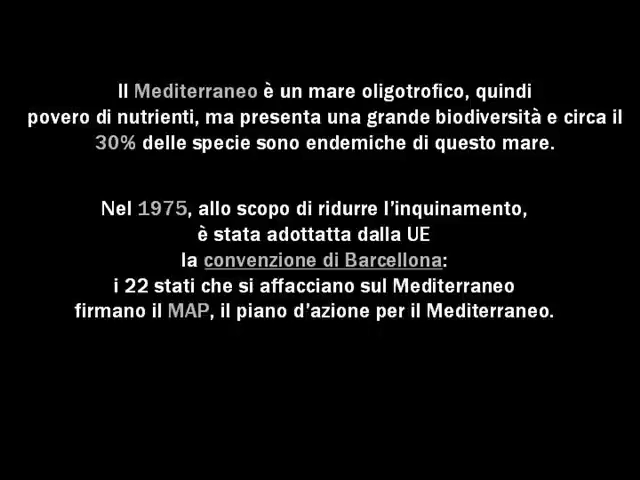 Il Mediterraneo è un mare oligotrofico, quindi
povero di nutrienti, ma presenta una grande biodiversità e circa il
30% delle specie sono endemiche di questo mare.
Nel 1975, allo scopo di ridurre l'inquinamento,
è stata adottatta dalla UE
la convenzione di Barcellona:
i 22 stati che si affacciano sul Mediterraneo
firmano il MAP, il piano d'azione per il Mediterraneo.